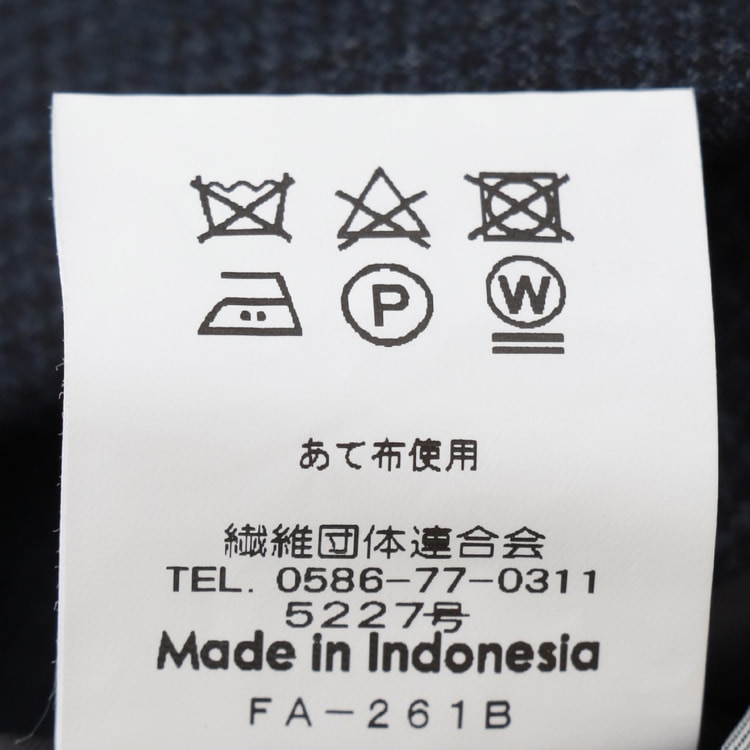 P W
あて布使用
繊維団体連合会
TEL. 0586-77-0311
5227号
Made in Indonesia
FA-261B